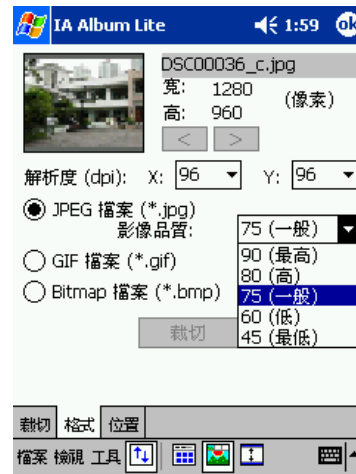 IA Album Lite 1:59 ok
DSC00036_c.jpg
宽: 1280
(像素)
高: 960
< >
解析度 (dpi): X: 96 Y: 96
JPEG 檔案 (*.jpg)
影像品質: 75 (一般)
90 (最高)
80 (高)
75 (一般)
60 (低)
45 (最低)
GIF 檔案 (*.gif)
Bitmap 檔案 (*.bmp)
裁切
裁切 格式 位置
檔案 檢視 工具